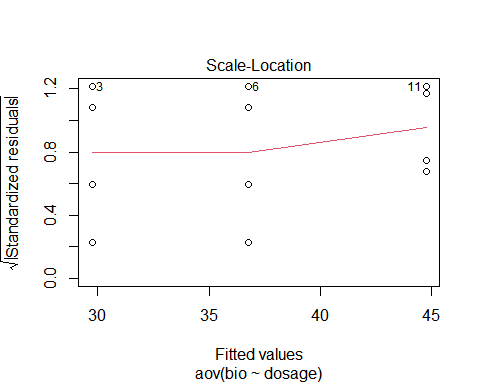 Scale-Location
√|Standardized residuals|
1.2
0.8
0.4
0.0
3
6
11
30 35 40 45
Fitted values
aov(bio ~ dosage)